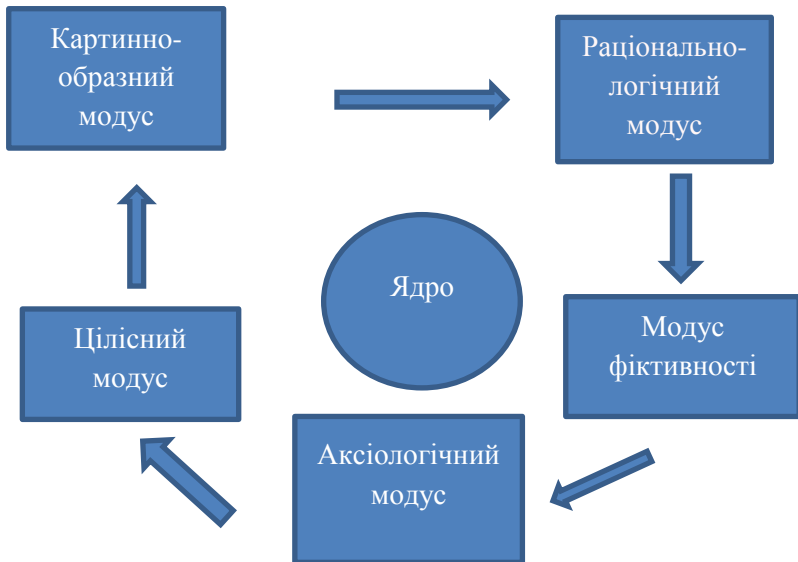 Картинно-
образний
модус
Раціонально-
логічний
модус
Ядро
Цілісний
модус
Модус
фіктивності
Аксіологічний
модус